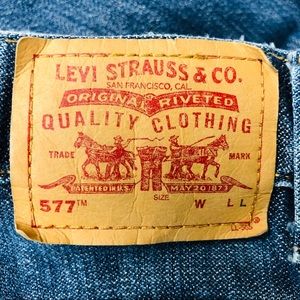 LEVI STRAUSS & CO.
SAN FRANCISCO, CAL.
ORIGINAL RIVETED
QUALITY CLOTHING
TRADE MARK
PATENTED IN U.S. MAY 20 1873
577™ SIZE W L L